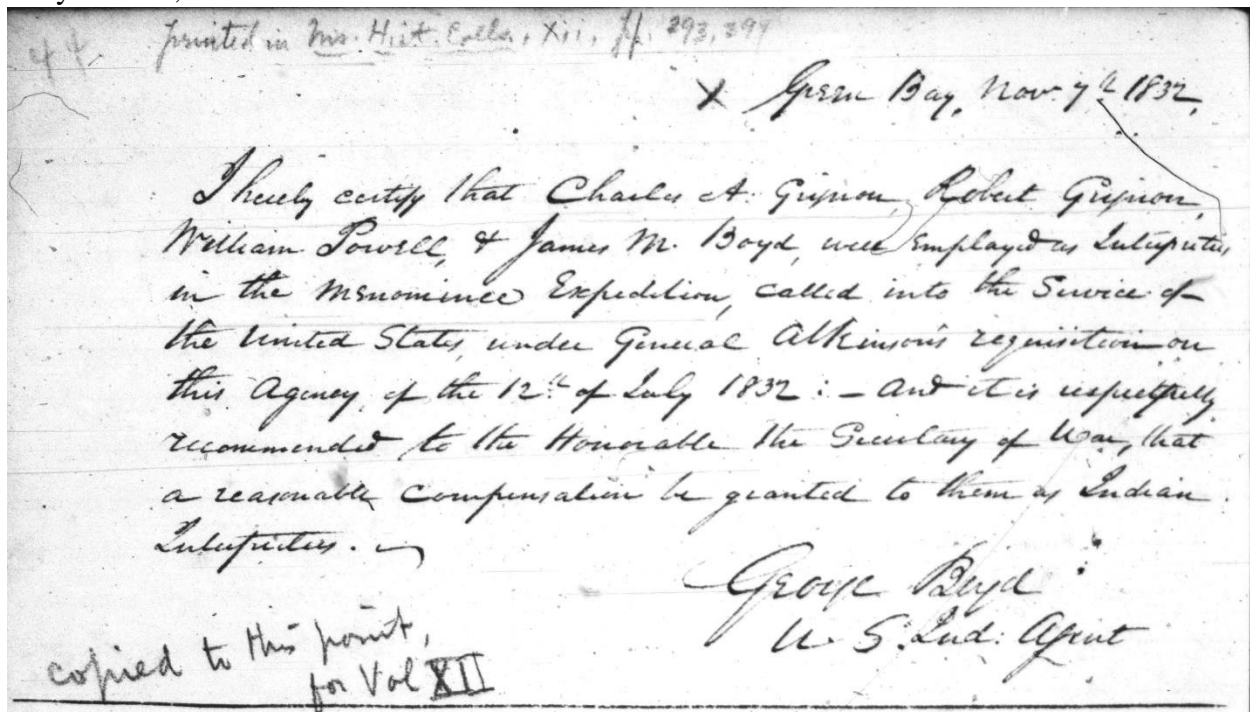 44. printed in Wis. Hist. Colls., xii, pp. 293, 294
X Green Bay, Nov. 7th 1832,
I hereby certify that Charles A. Grignon, Robert Grignon,
William Powell, & James M. Boyd, were employed as Interpreters
in the Menominee Expedition, called into the Service of
the United States, under General Atkinson's requisition on
this Agency, of the 12th of July 1832: – and it is respectfully
recommended to the Honorable the Secretary of War, that
a reasonable compensation be granted to them as Indian
Interpreters.
George Boyd
U. S. Ind: Agent
copied to this point,
for Vol XII